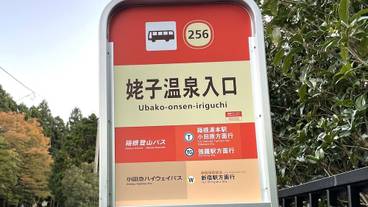 256
姥子温泉入口
Ubako-onsen-iriguchi
箱根登山バス
T 箱根湯本駅
小田原方面行
強羅駅方面行
小田急ハイウェイバス
W 新宿駅方面行